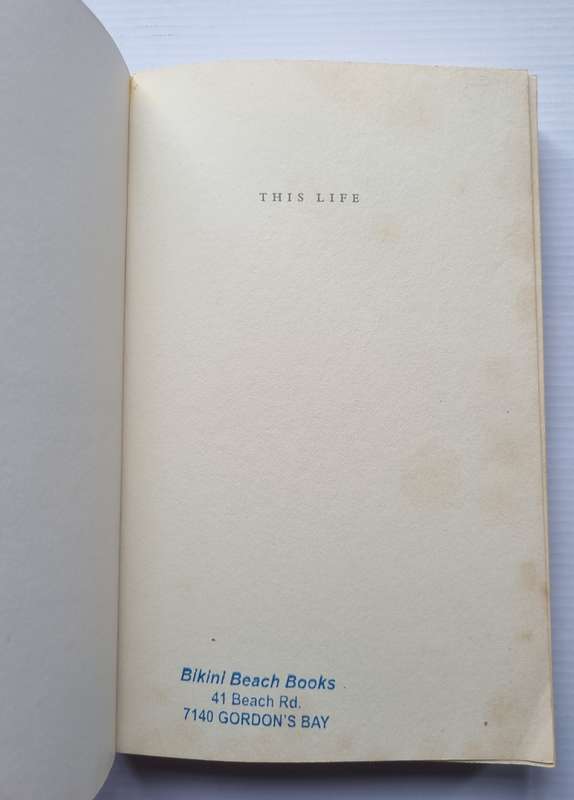 THIS LIFE
Bikini Beach Books
41 Beach Rd.
7140 GORDON'S BAY